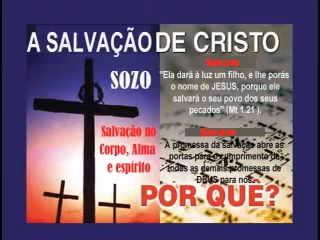 A SALVAÇÃO DE CRISTO
SOZO
Salvação no
Corpo, Alma
e espírito
"Ela dará à luz um filho, e lhe porás
o nome de JESUS, porque ele
salvará o seu povo dos seus
pecados" (Mt 1.21 ).
A promessa da salvação abre as
portas para o cumprimento de
todas as demais promessas de
DEUS para nós.
POR QUE?